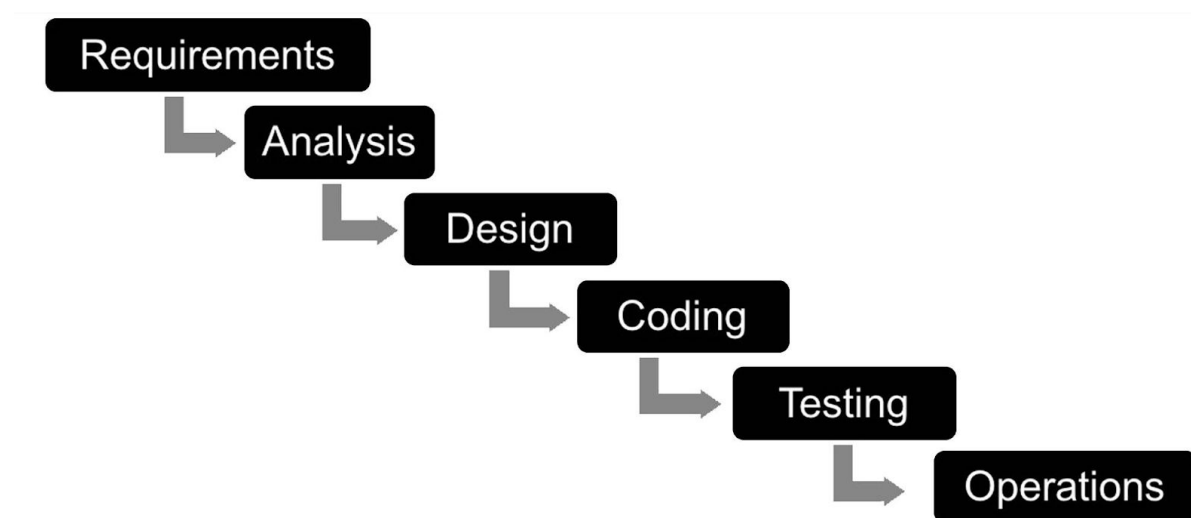 Requirements
Analysis
Design
Coding
Testing
Operations